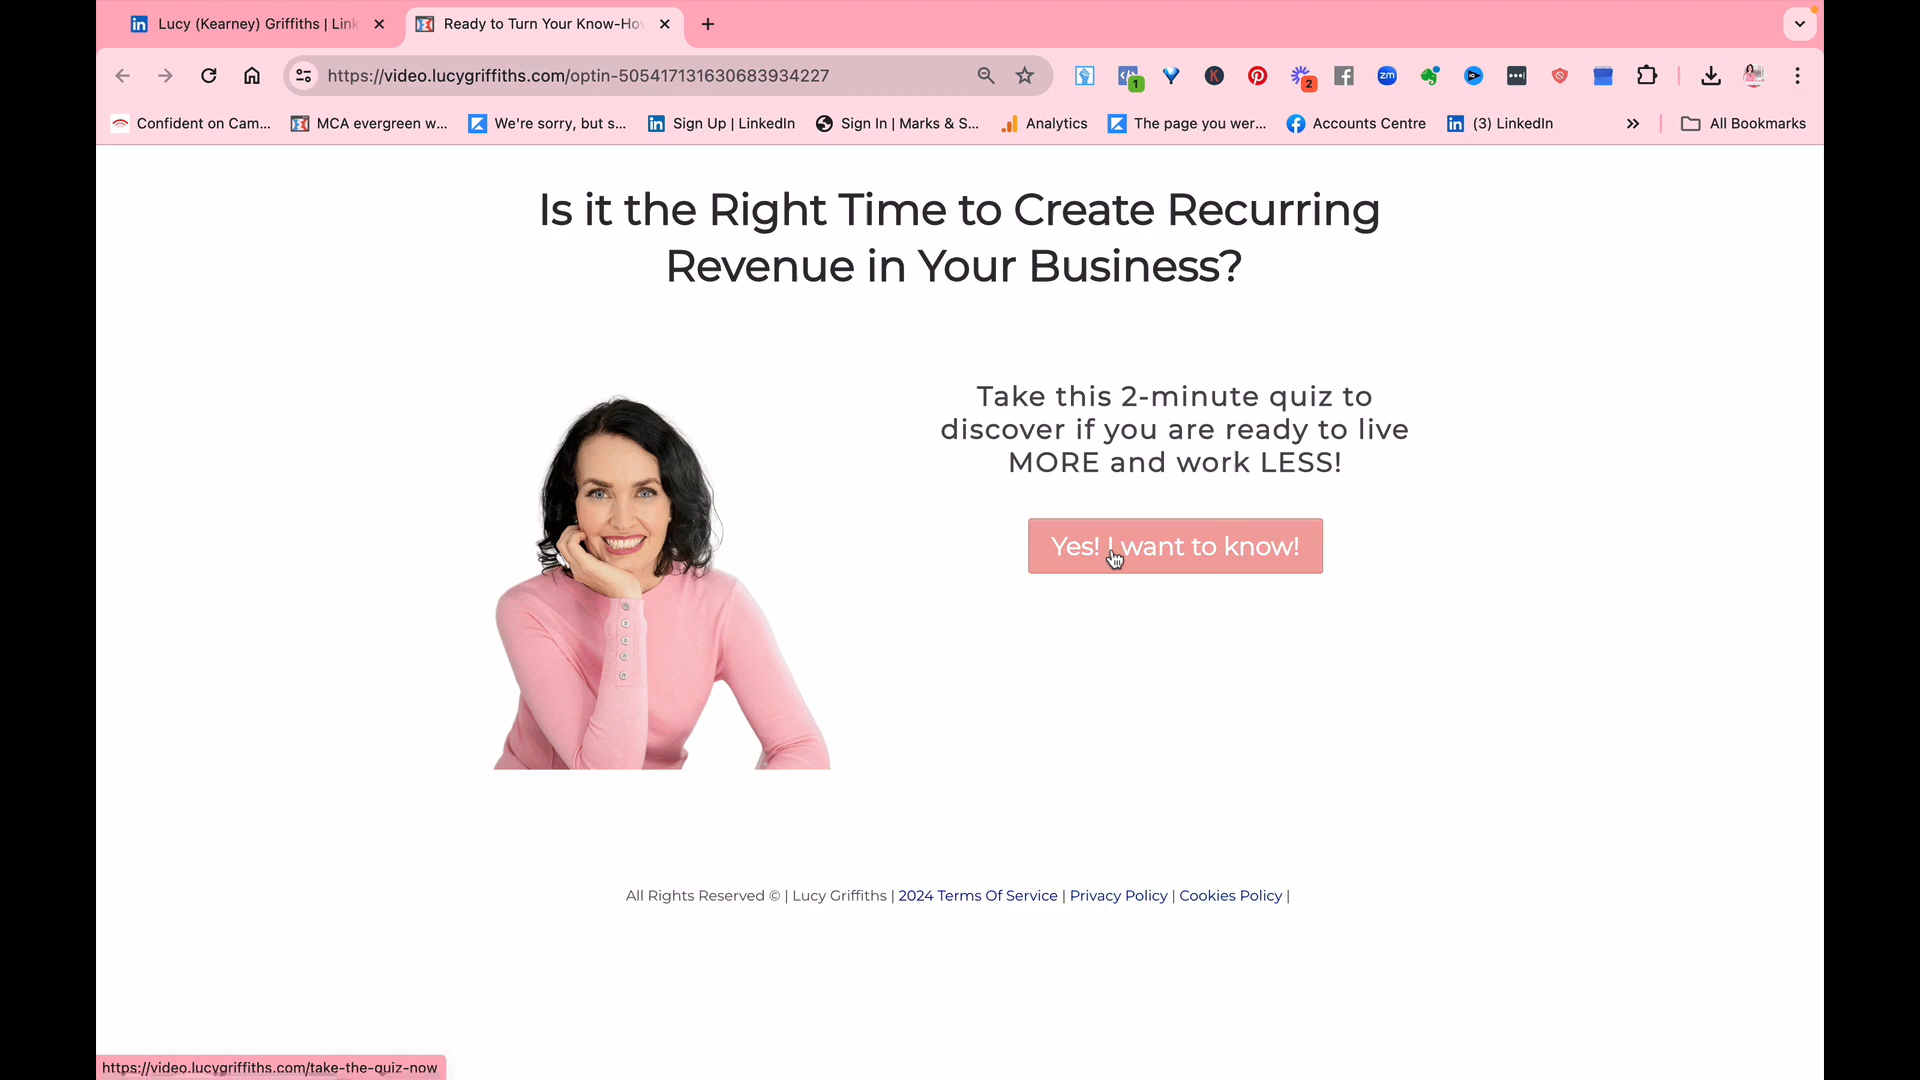 Lucy (Kearney) Griffiths | Link
Ready to Turn Your Know-Ho
https://video.lucygriffiths.com/optin-505417131630683934227
1
K
2
zm
Confident on Cam...
MCA evergreen w...
We're sorry, but s...
Sign Up | LinkedIn
Sign In | Marks & S...
Analytics
The page you wer...
Accounts Centre
(3) LinkedIn
All Bookmarks
Is it the Right Time to Create Recurring
Revenue in Your Business?
Take this 2-minute quiz to
discover if you are ready to live
MORE and work LESS!
Yes! I want to know!
All Rights Reserved © | Lucy Griffiths | 2024 Terms Of Service | Privacy Policy | Cookies Policy |
https://video.lucygriffiths.com/take-the-quiz-now